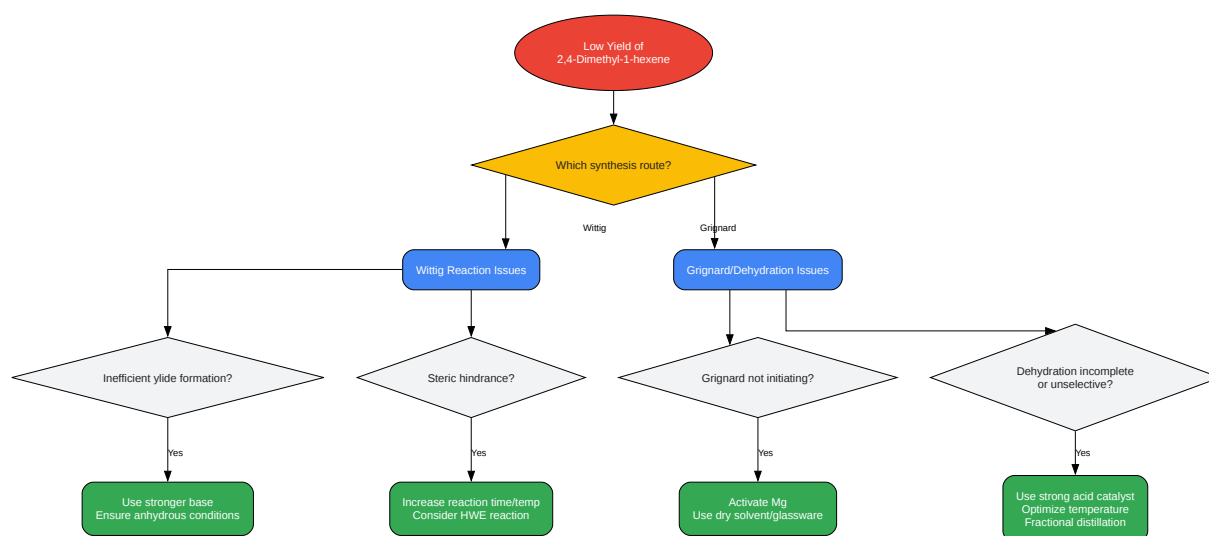 Low Yield of
2,4-Dimethyl-1-hexene
Which synthesis route?
Wittig
Grignard
Wittig Reaction Issues
Grignard/Dehydration Issues
Inefficient ylide formation?
Steric hindrance?
Grignard not initiating?
Dehydration incomplete
or unselective?
Yes
Yes
Yes
Yes
Use stronger base
Ensure anhydrous conditions
Increase reaction time/temp
Consider HWE reaction
Activate Mg
Use dry solvent/glassware
Use strong acid catalyst
Optimize temperature
Fractional distillation